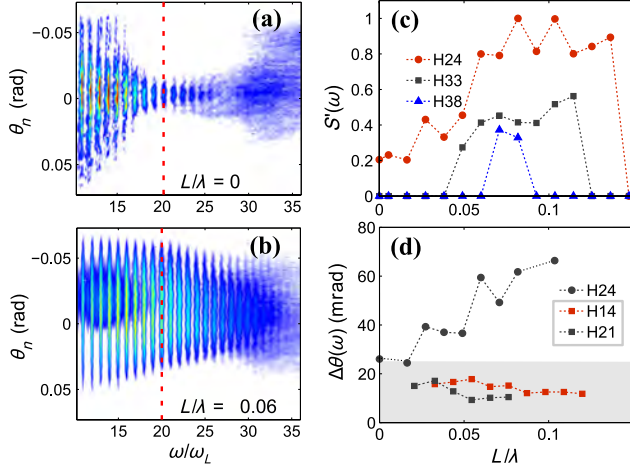 (a)
-0.05
0
0.05
θn (rad)
L/λ = 0
15 20 25 30 35
(b)
-0.05
0
0.05
θn (rad)
L/λ = 0.06
15 20 25 30 35
ω/ωL
(c)
1
0.8
0.6
0.4
0.2
0
S'(ω)
H24
H33
H38
0 0.05 0.1
(d)
80
60
40
20
0
Δθ(ω) (mrad)
H24
H14
H21
0 0.05 0.1
L/λ